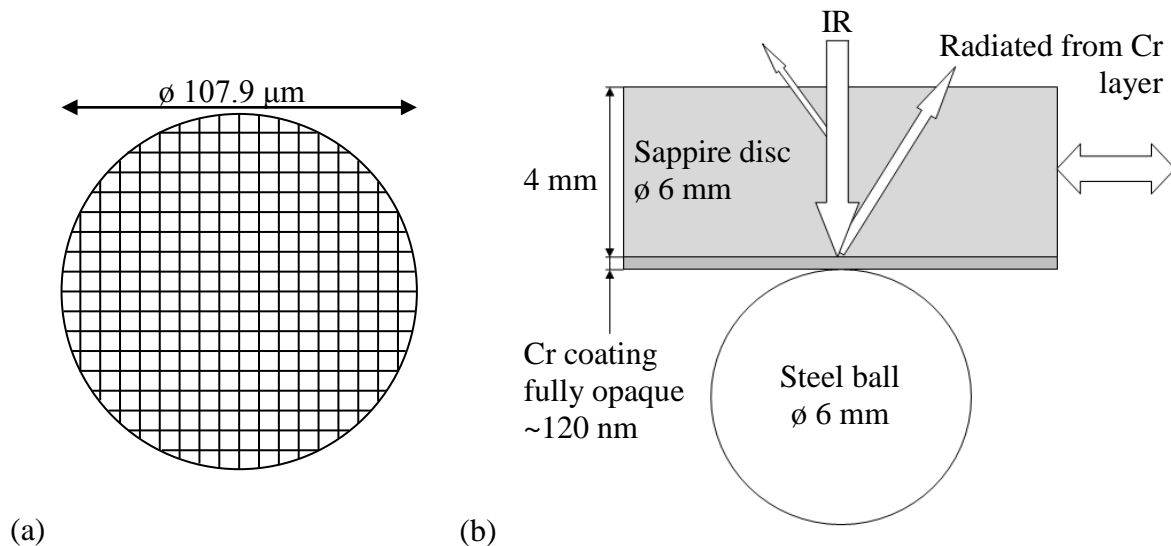 ø 107.9 μm
(a)
IR
Radiated from Cr
layer
Sappire disc
ø 6 mm
4 mm
Cr coating
fully opaque
~120 nm
Steel ball
ø 6 mm
(b)